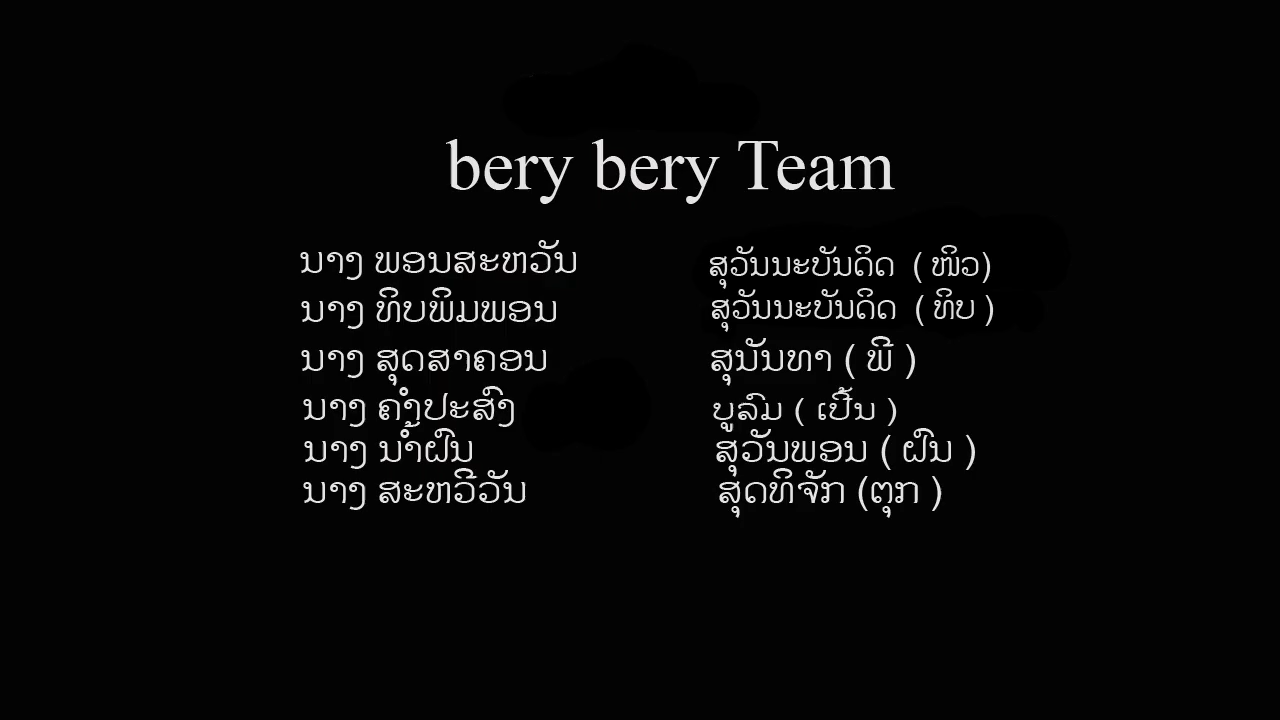 bery bery Team
ນາງ ພອນສະຫວັນ ສຸວັນນະບັນດິດ ( ໜິວ)
ນາງ ທິບພິມພອນ ສຸວັນນະບັນດິດ ( ທິບ )
ນາງ ສຸດສາຄອນ ສຸນັນທາ ( ພີ )
ນາງ ຄຳປະສົງ ບູລົມ ( ເປີ້ນ )
ນາງ ນ້ຳຝົນ ສຸວັນພອນ ( ຝົນ )
ນາງ ສະຫວີວັນ ສຸດທິຈັກ (ຕຸກ )